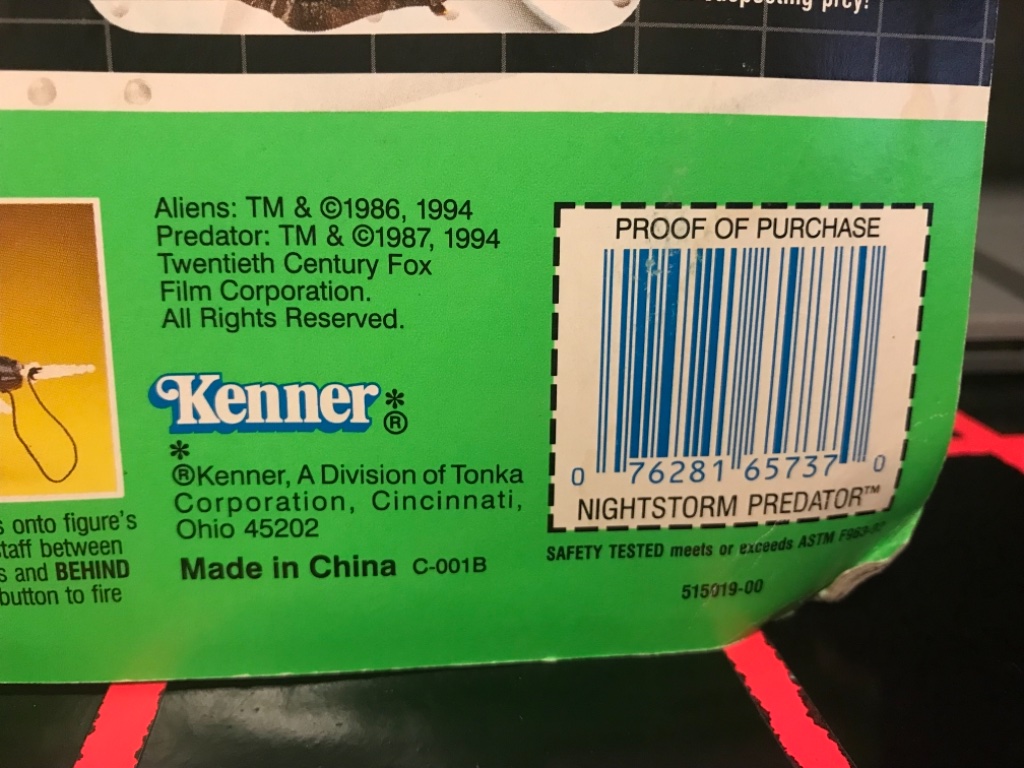 prey!
Aliens: TM & ©1986, 1994
Predator: TM & ©1987, 1994
Twentieth Century Fox
Film Corporation.
All Rights Reserved.
Kenner*®
*
®Kenner, A Division of Tonka
Corporation, Cincinnati,
Ohio 45202
Made in China C-001B
onto figure's
between
and BEHIND
button to fire
PROOF OF PURCHASE
0 76281 65737 0
NIGHTSTORM PREDATOR™
SAFETY TESTED meets or exceeds ASTM
515019-00